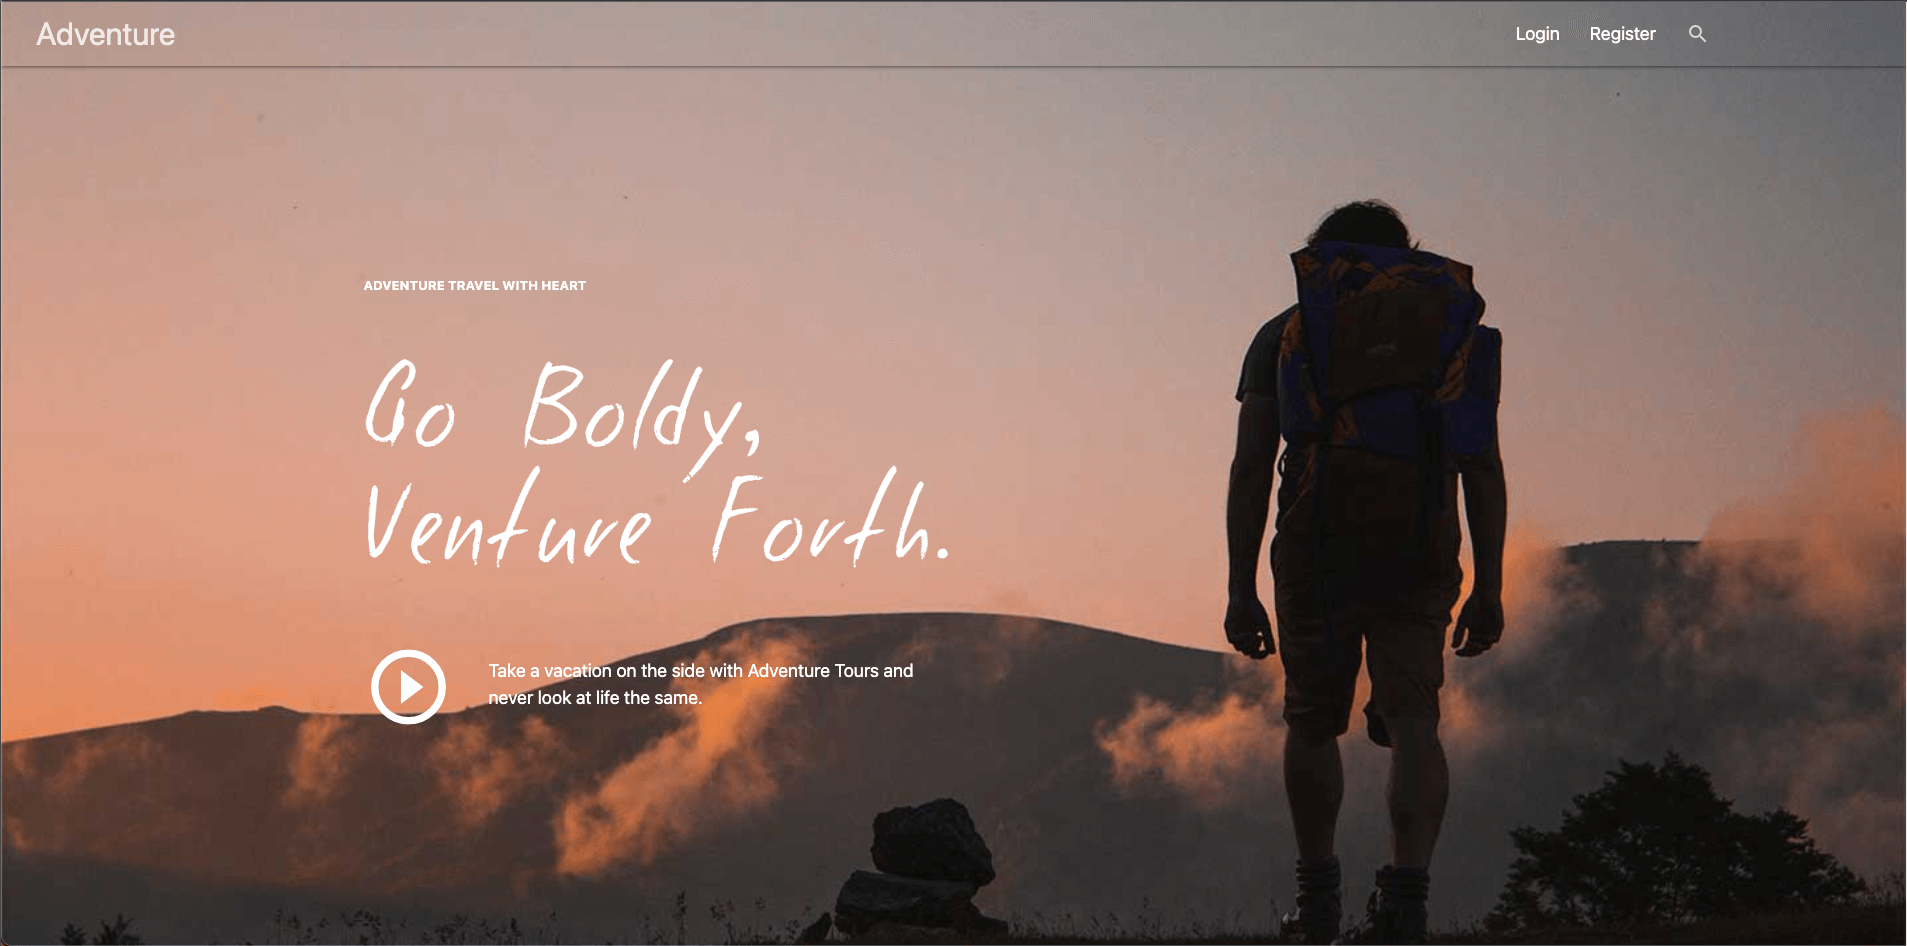 Adventure
Login Register
ADVENTURE TRAVEL WITH HEART
Go Boldy,
Venture Forth.
Take a vacation on the side with Adventure Tours and
never look at life the same.